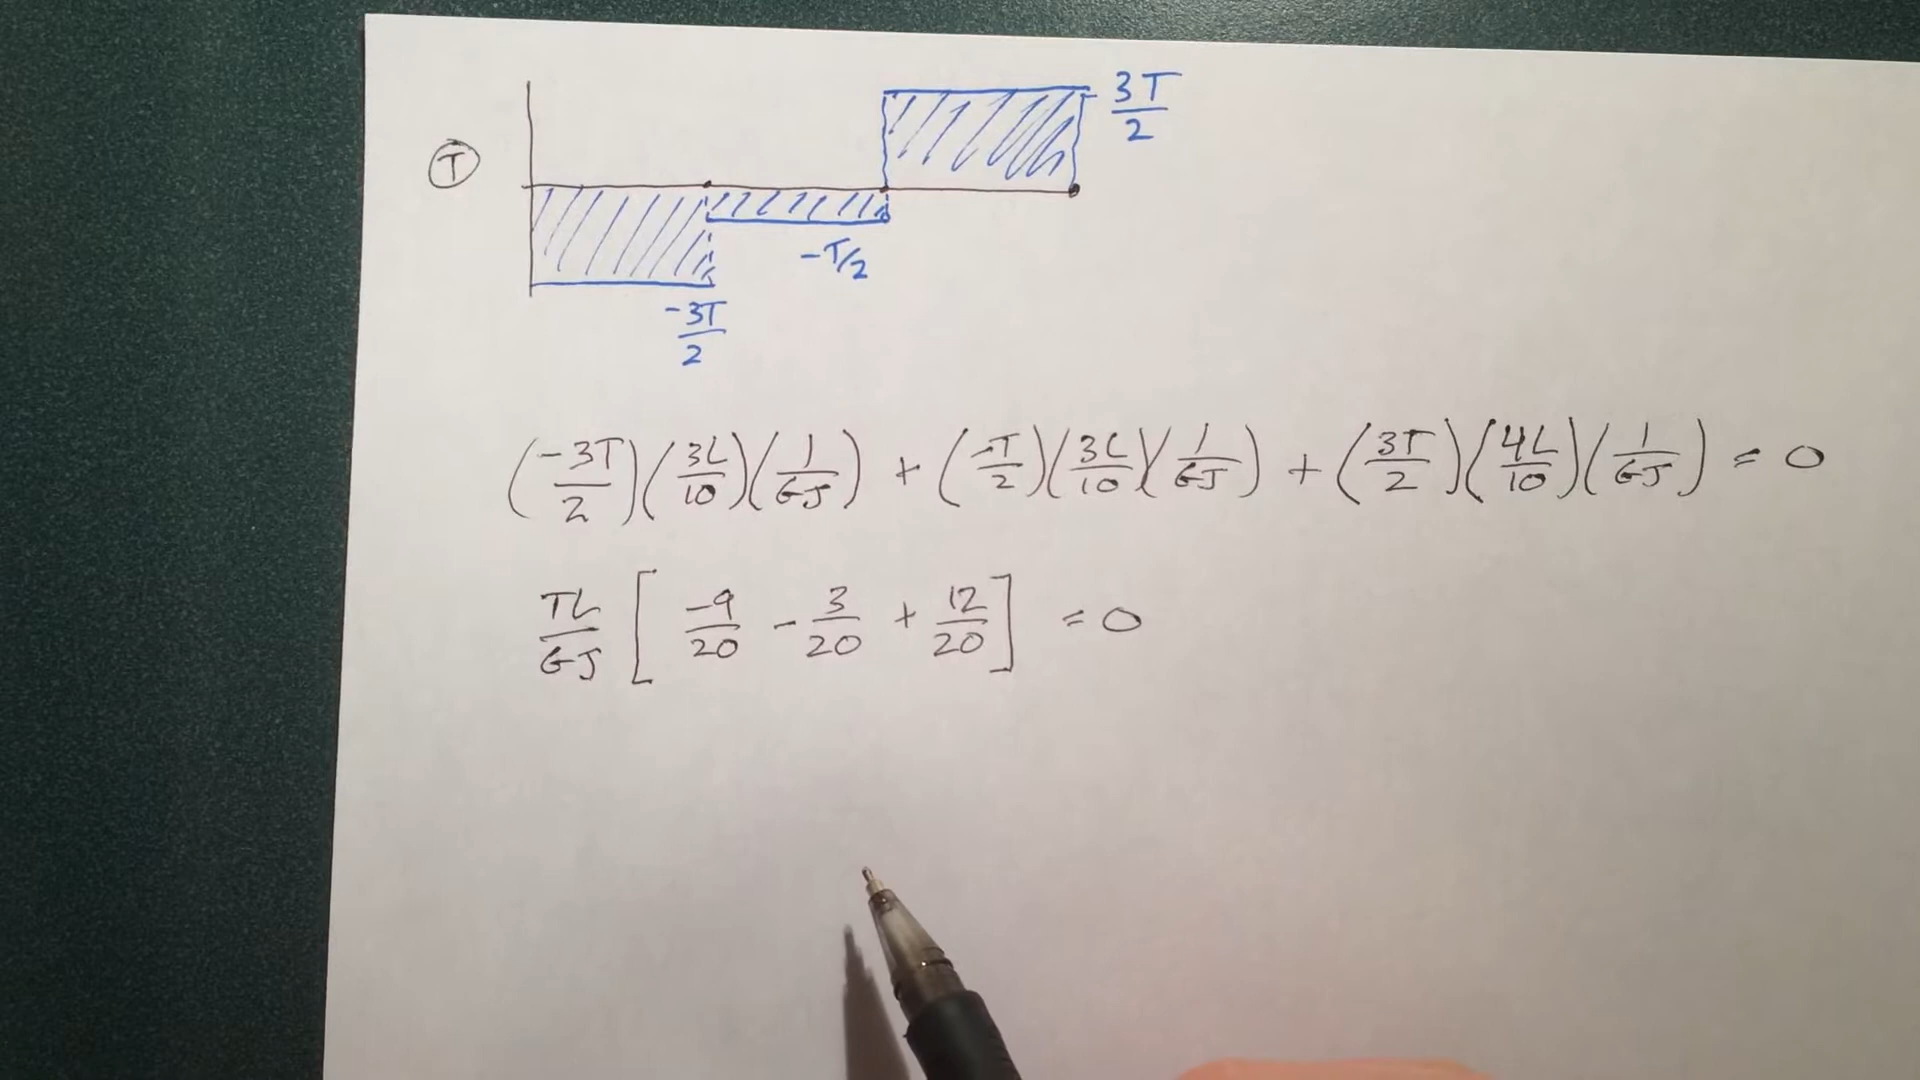 3T/2
T
-T/2
-3T/2
(-3T/2)(3L/10)(1/GJ) + (-T/2)(3L/10)(1/GJ) + (3T/2)(4L/10)(1/GJ) = 0
TL/GJ [ -9/20 - 3/20 + 12/20 ] = 0